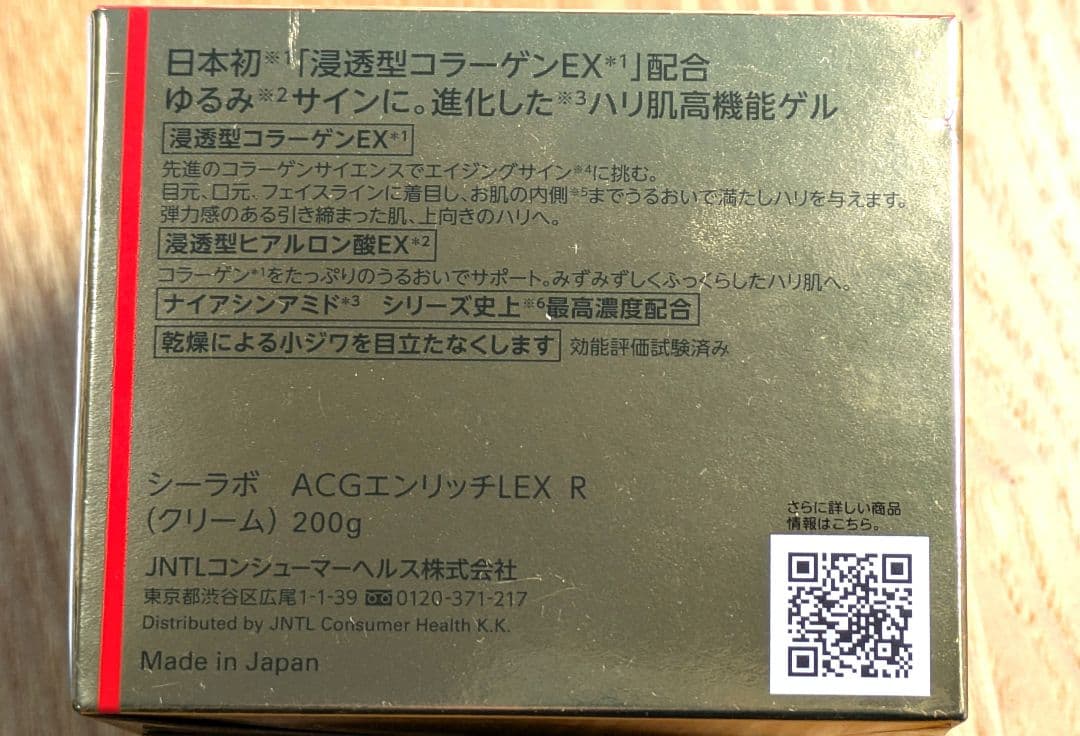 日本初※1「浸透型コラーゲンEX*1」配合
ゆるみ※2サインに。進化した※3ハリ肌高機能ゲル
浸透型コラーゲンEX*1
先進のコラーゲンサイエンスでエイジングサイン※4に挑む。
目元、口元、フェイスラインに着目し、お肌の内側※5までうるおいで満たしハリを与えます。
弾力感のある引き締まった肌、上向きのハリへ。
浸透型ヒアルロン酸EX*2
コラーゲン*1をたっぷりのうるおいでサポート。みずみずしくふっくらしたハリ肌へ。
ナイアシンアミド*3 シリーズ史上※6最高濃度配合
乾燥による小ジワを目立たなくします 効能評価試験済み
シーラボ ACGエンリッチLEX R
(クリーム) 200g
さらに詳しい商品
情報はこちら。
JNTLコンシューマーヘルス株式会社
東京都渋谷区広尾1-1-39 0120-371-217
Distributed by JNTL Consumer Health K.K.
Made in Japan